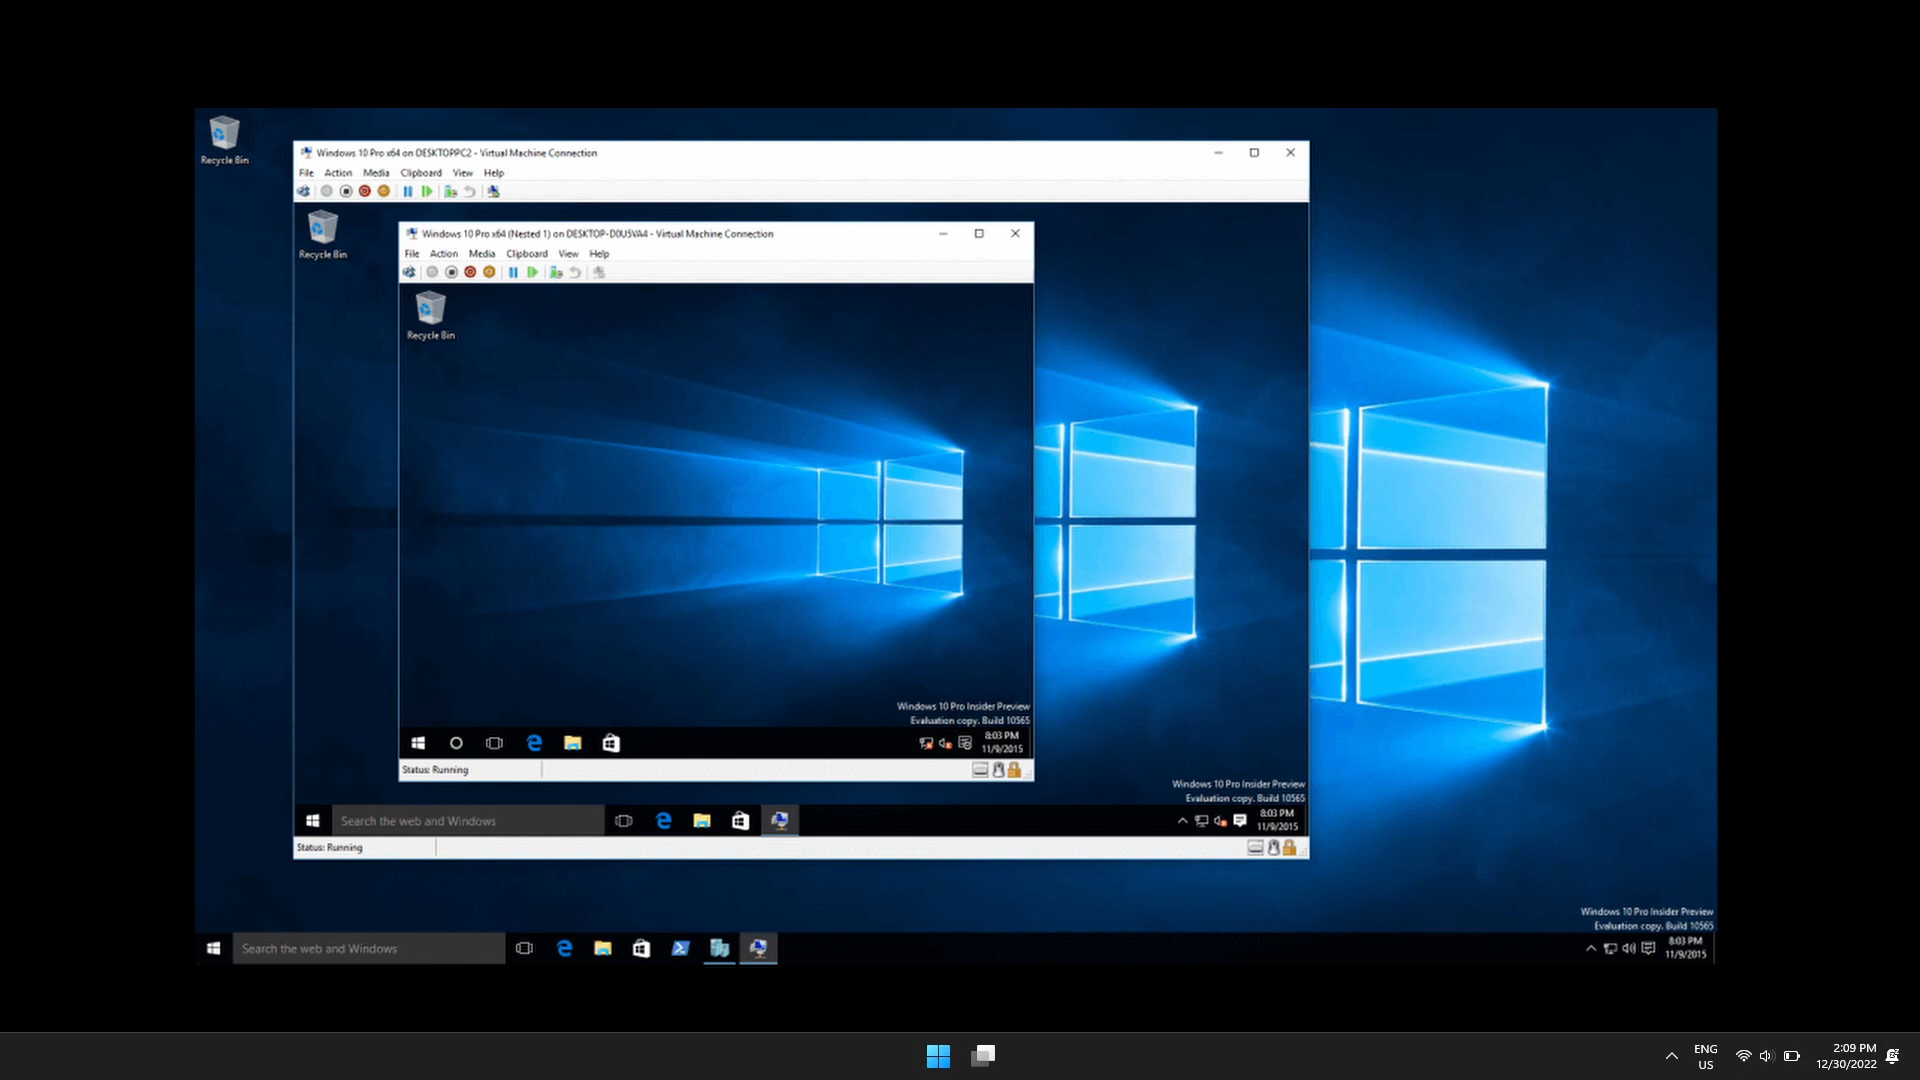 Recycle Bin
Windows 10 Pro x64 on DESKTOPPC2 - Virtual Machine Connection
File Action Media Clipboard View Help
Recycle Bin
Windows 10 Pro x64 (Nested 1) on DESKTOP-D0U5VA4 - Virtual Machine Connection
File Action Media Clipboard View Help
Recycle Bin
Windows 10 Pro Insider Preview
Evaluation copy. Build 10565
8:03 PM
11/9/2015
Status: Running
Windows 10 Pro Insider Preview
Evaluation copy. Build 10565
Search the web and Windows
8:03 PM
11/9/2015
Status: Running
Windows 10 Pro Insider Preview
Evaluation copy. Build 10565
Search the web and Windows
8:03 PM
11/9/2015
ENG
US
2:09 PM
12/30/2022